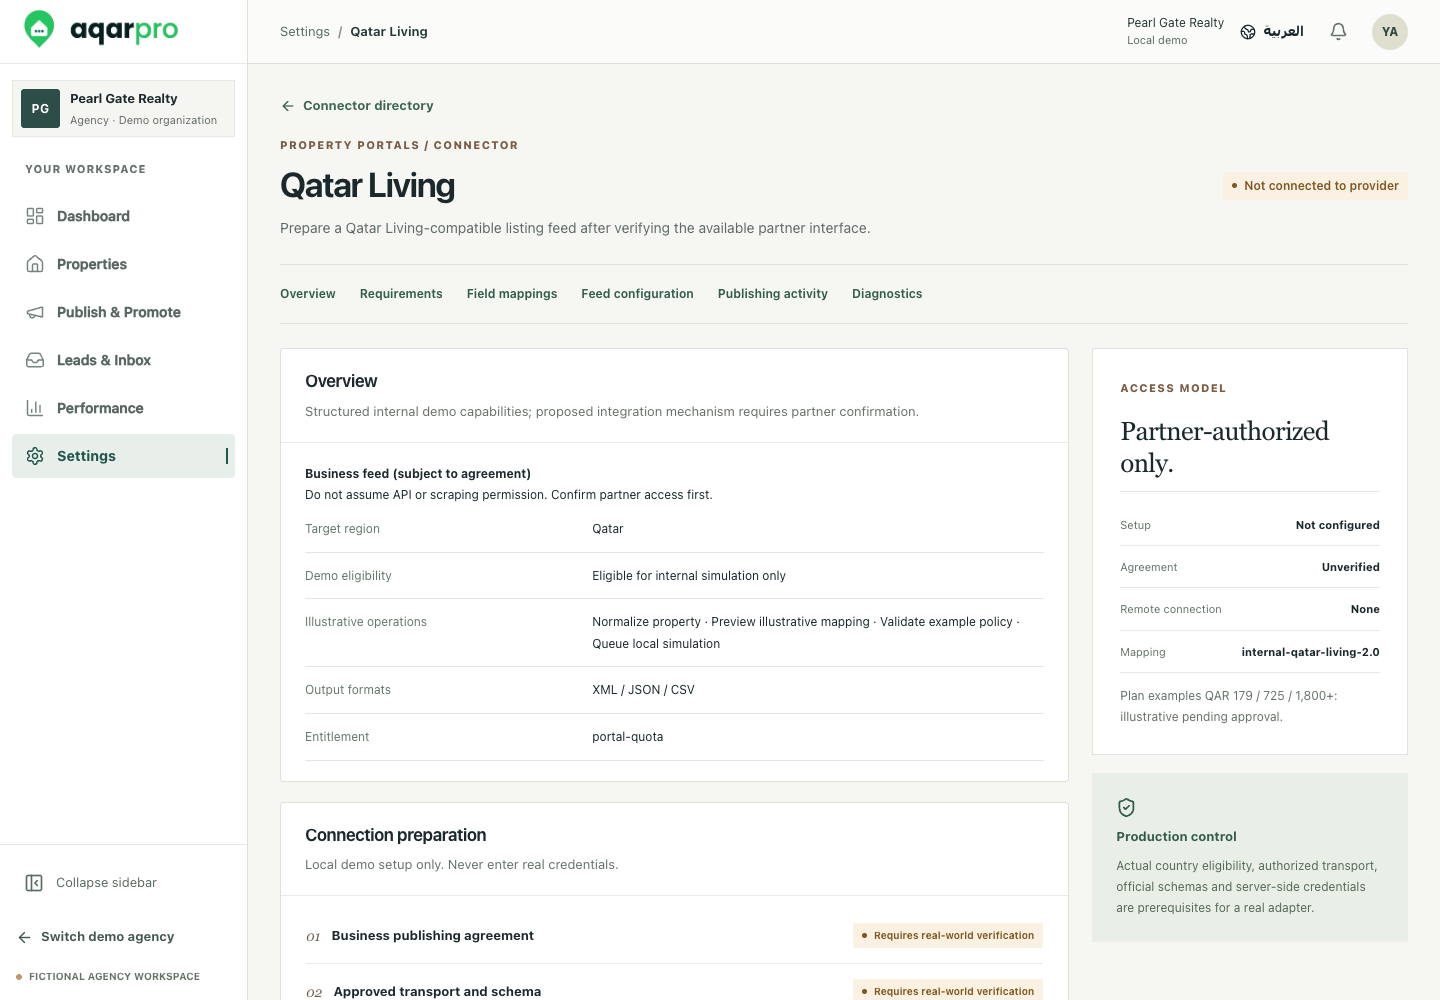 aqarpro
Settings / Qatar Living
Pearl Gate Realty
Local demo
العربية
YA
PG
Pearl Gate Realty
Agency · Demo organization
YOUR WORKSPACE
Dashboard
Properties
Publish & Promote
Leads & Inbox
Performance
Settings
Collapse sidebar
Switch demo agency
FICTIONAL AGENCY WORKSPACE
Connector directory
PROPERTY PORTALS / CONNECTOR
Qatar Living
Not connected to provider
Prepare a Qatar Living-compatible listing feed after verifying the available partner interface.
Overview Requirements Field mappings Feed configuration Publishing activity Diagnostics
Overview
Structured internal demo capabilities; proposed integration mechanism requires partner confirmation.
Business feed (subject to agreement)
Do not assume API or scraping permission. Confirm partner access first.
Target region Qatar
Demo eligibility Eligible for internal simulation only
Illustrative operations Normalize property · Preview illustrative mapping · Validate example policy ·
Queue local simulation
Output formats XML / JSON / CSV
Entitlement portal-quota
Connection preparation
Local demo setup only. Never enter real credentials.
01 Business publishing agreement Requires real-world verification
02 Approved transport and schema Requires real-world verification
ACCESS MODEL
Partner-authorized
only.
Setup Not configured
Agreement Unverified
Remote connection None
Mapping internal-qatar-living-2.0
Plan examples QAR 179 / 725 / 1,800+:
illustrative pending approval.
Production control
Actual country eligibility, authorized transport,
official schemas and server-side credentials
are prerequisites for a real adapter.